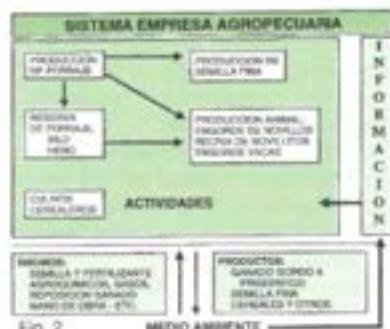 SISTEMA EMPRESA AGROPECUARIA
PRODUCCION
DE FORRAJE
PRODUCCION DE
SEMILLA FINA
RESERVA
DE FORRAJE,
SILO
HENO
PRODUCCION ANIMAL:
ENGORDE DE NOVILLOS
RECRIA DE NOVILLITOS
ENGORDE VACAS
CULTIVOS
CEREALEROS
ACTIVIDADES
INFORMACION
INSUMOS:
SEMILLA Y FERTILIZANTE
AGROQUIMICOS, GASOIL
REPOSICION GANADO
MANO DE OBRA - ETC.
PRODUCTOS:
GANADO GORDO A
FRIGORIFICO
SEMILLA FINA
CEREALES Y OTROS
Fig. 2
MEDIO AMBIENTE